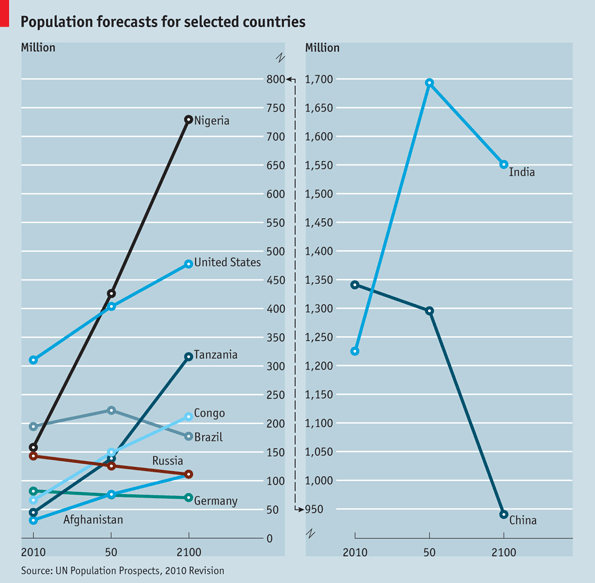 Population forecasts for selected countries
Million
800
750
700
650
600
550
500
450
400
350
300
250
200
150
100
50
0
Nigeria
United States
Tanzania
Congo
Brazil
Russia
Germany
Afghanistan
2010 50 2100
Million
1,700
1,650
1,600
1,550
1,500
1,450
1,400
1,350
1,300
1,250
1,200
1,150
1,100
1,050
1,000
950
India
China
2010 50 2100
Source: UN Population Prospects, 2010 Revision